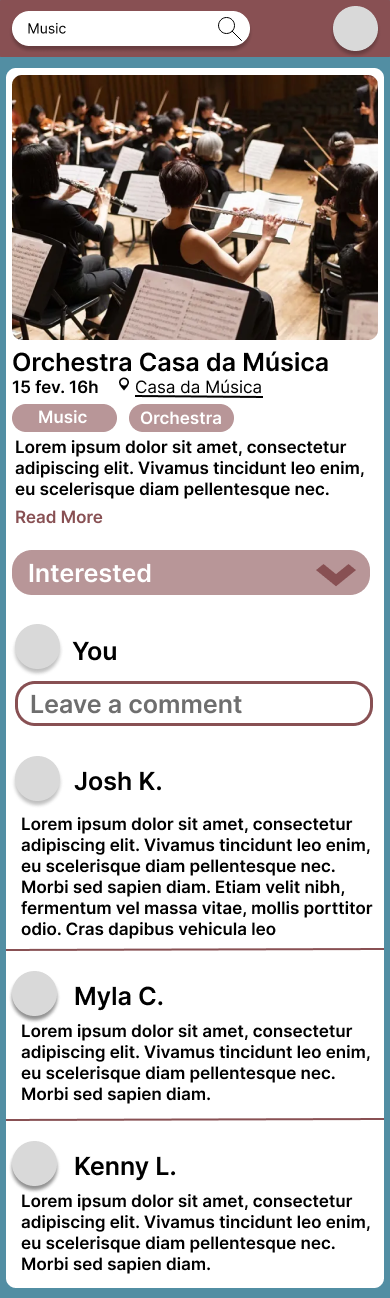 Music
Orchestra Casa da Música
15 fev. 16h Casa da Música
Music Orchestra
Lorem ipsum dolor sit amet, consectetur
adipiscing elit. Vivamus tincidunt leo enim,
eu scelerisque diam pellentesque nec.
Read More
Interested
You
Leave a comment
Josh K.
Lorem ipsum dolor sit amet, consectetur
adipiscing elit. Vivamus tincidunt leo enim,
eu scelerisque diam pellentesque nec.
Morbi sed sapien diam. Etiam velit nibh,
fermentum vel massa vitae, mollis porttitor
odio. Cras dapibus vehicula leo
Myla C.
Lorem ipsum dolor sit amet, consectetur
adipiscing elit. Vivamus tincidunt leo enim,
eu scelerisque diam pellentesque nec.
Morbi sed sapien diam.
Kenny L.
Lorem ipsum dolor sit amet, consectetur
adipiscing elit. Vivamus tincidunt leo enim,
eu scelerisque diam pellentesque nec.
Morbi sed sapien diam.